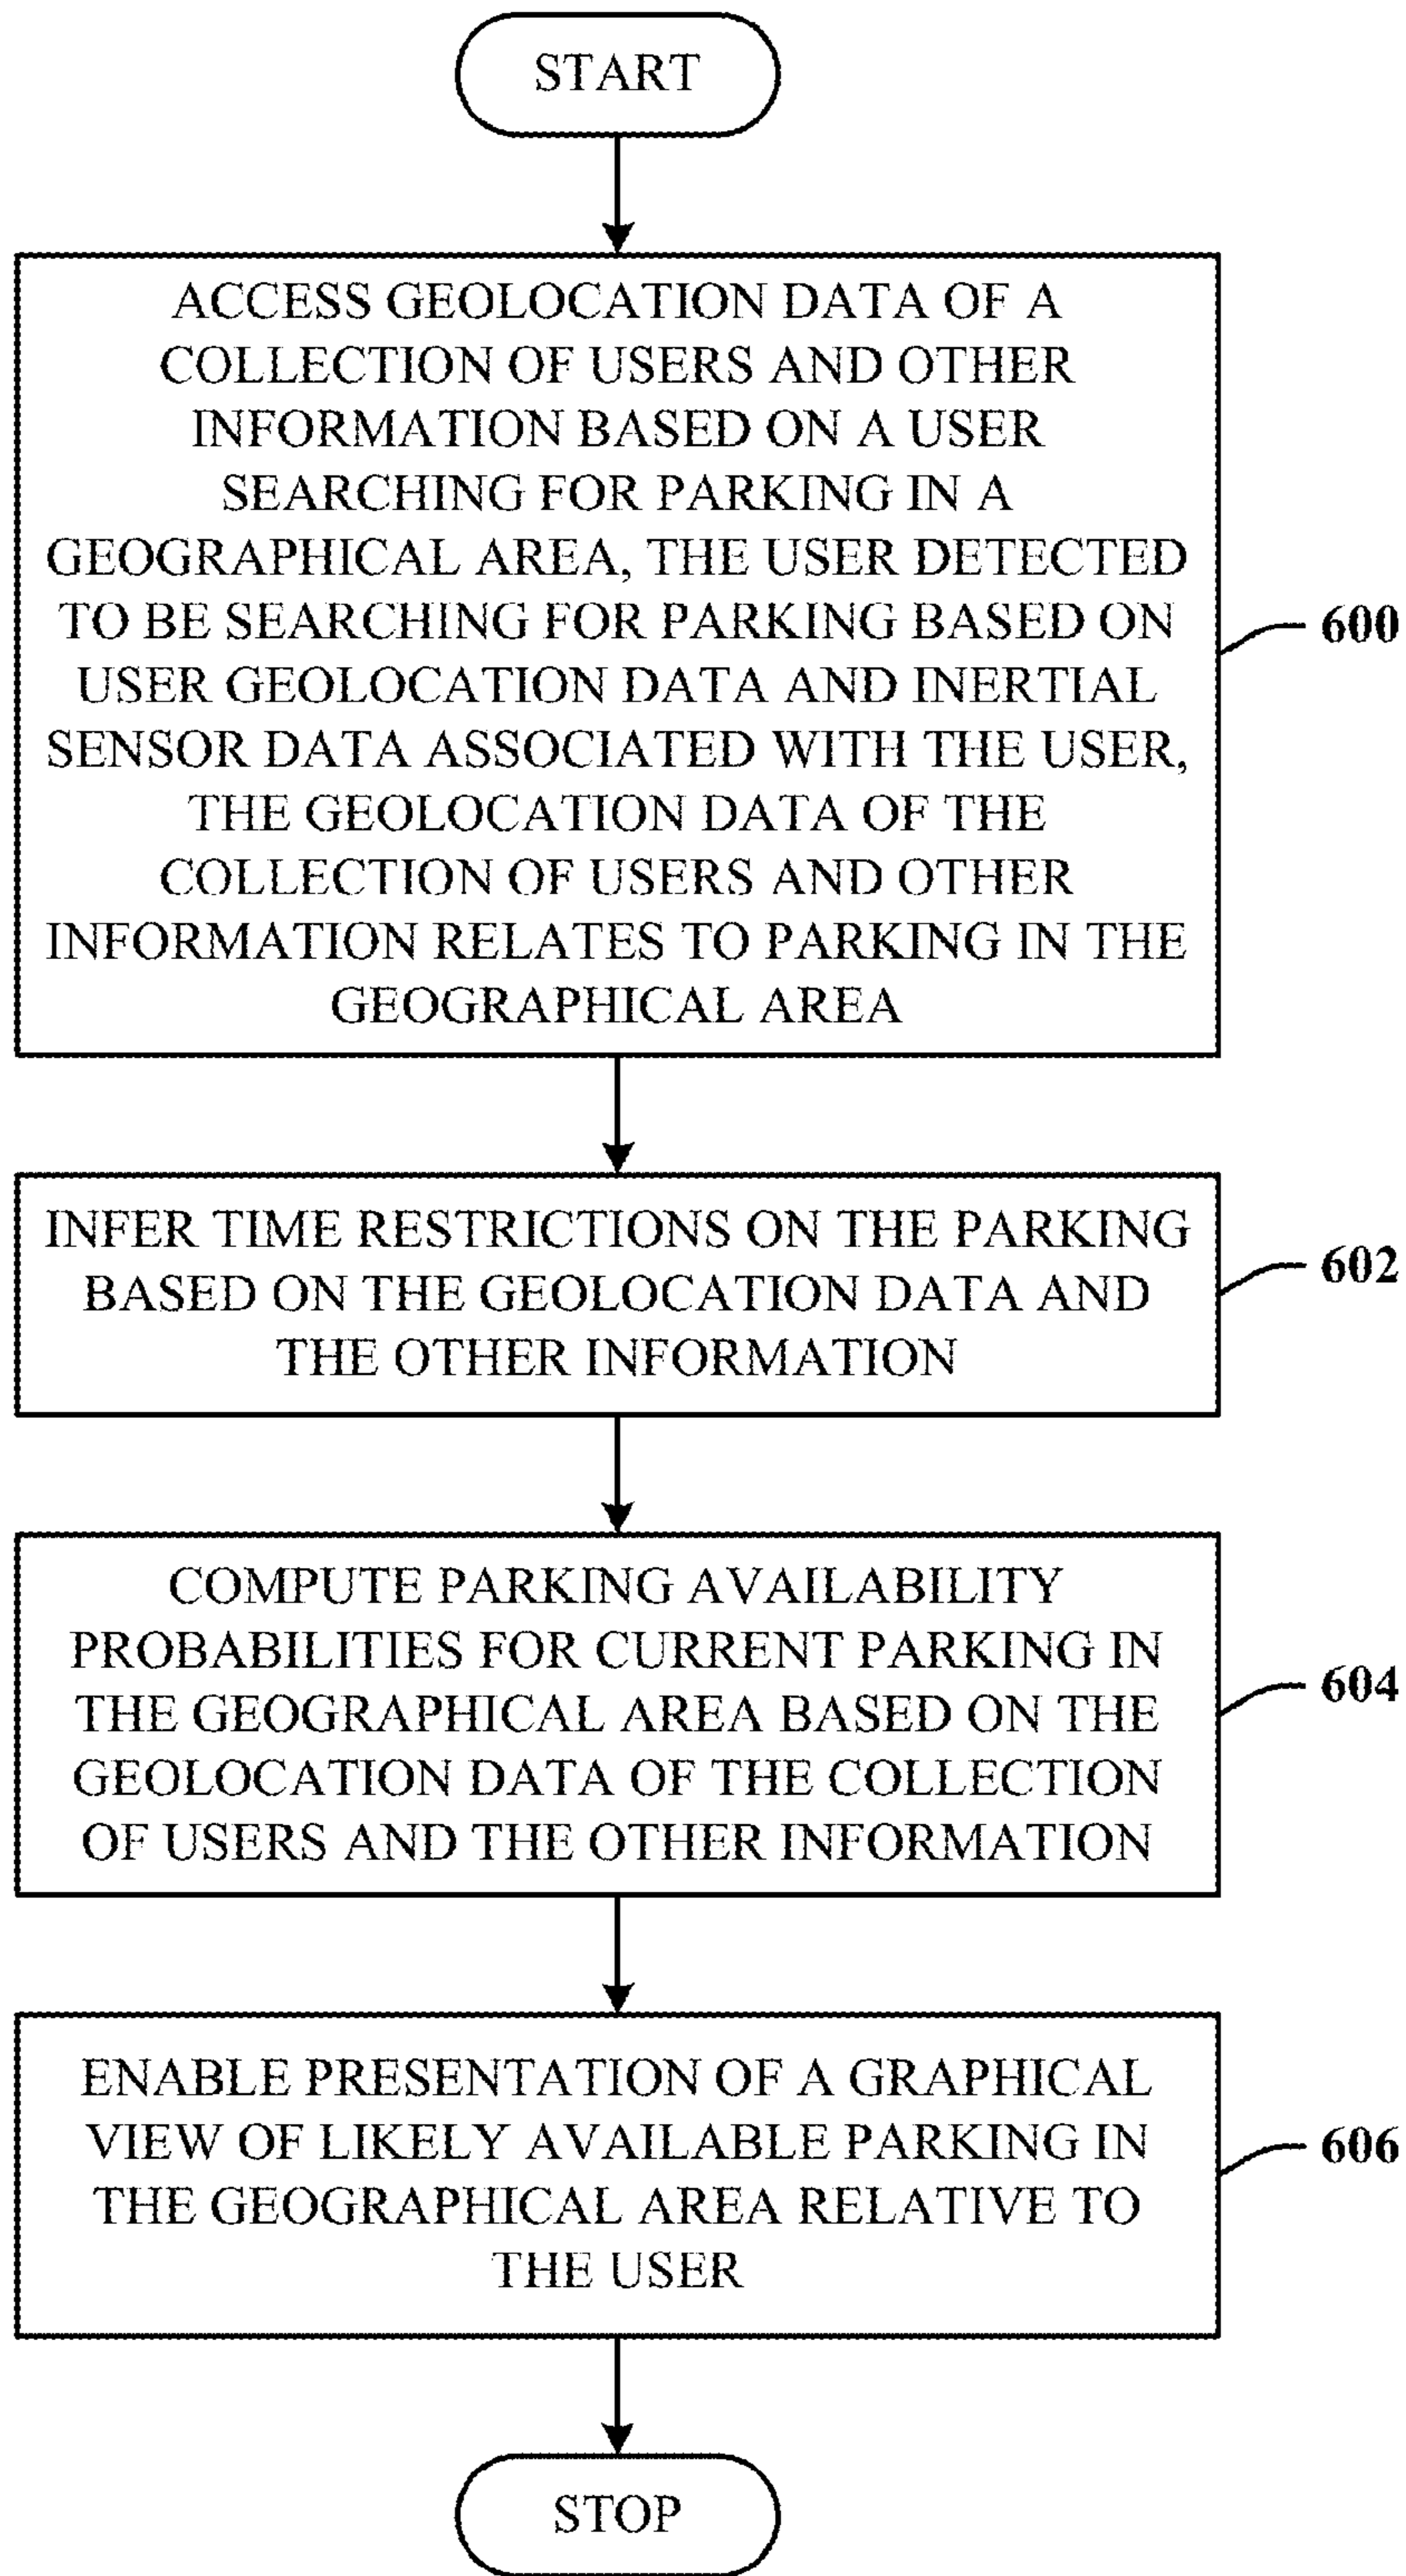 START
ACCESS GEOLOCATION DATA OF A
COLLECTION OF USERS AND OTHER
INFORMATION BASED ON A USER
SEARCHING FOR PARKING IN A
GEOGRAPHICAL AREA, THE USER DETECTED
TO BE SEARCHING FOR PARKING BASED ON
USER GEOLOCATION DATA AND INERTIAL
SENSOR DATA ASSOCIATED WITH THE USER,
THE GEOLOCATION DATA OF THE
COLLECTION OF USERS AND OTHER
INFORMATION RELATES TO PARKING IN THE
GEOGRAPHICAL AREA
600
INFER TIME RESTRICTIONS ON THE PARKING
BASED ON THE GEOLOCATION DATA AND
THE OTHER INFORMATION
602
COMPUTE PARKING AVAILABILITY
PROBABILITIES FOR CURRENT PARKING IN
THE GEOGRAPHICAL AREA BASED ON THE
GEOLOCATION DATA OF THE COLLECTION
OF USERS AND THE OTHER INFORMATION
604
ENABLE PRESENTATION OF A GRAPHICAL
VIEW OF LIKELY AVAILABLE PARKING IN
THE GEOGRAPHICAL AREA RELATIVE TO
THE USER
606
STOP